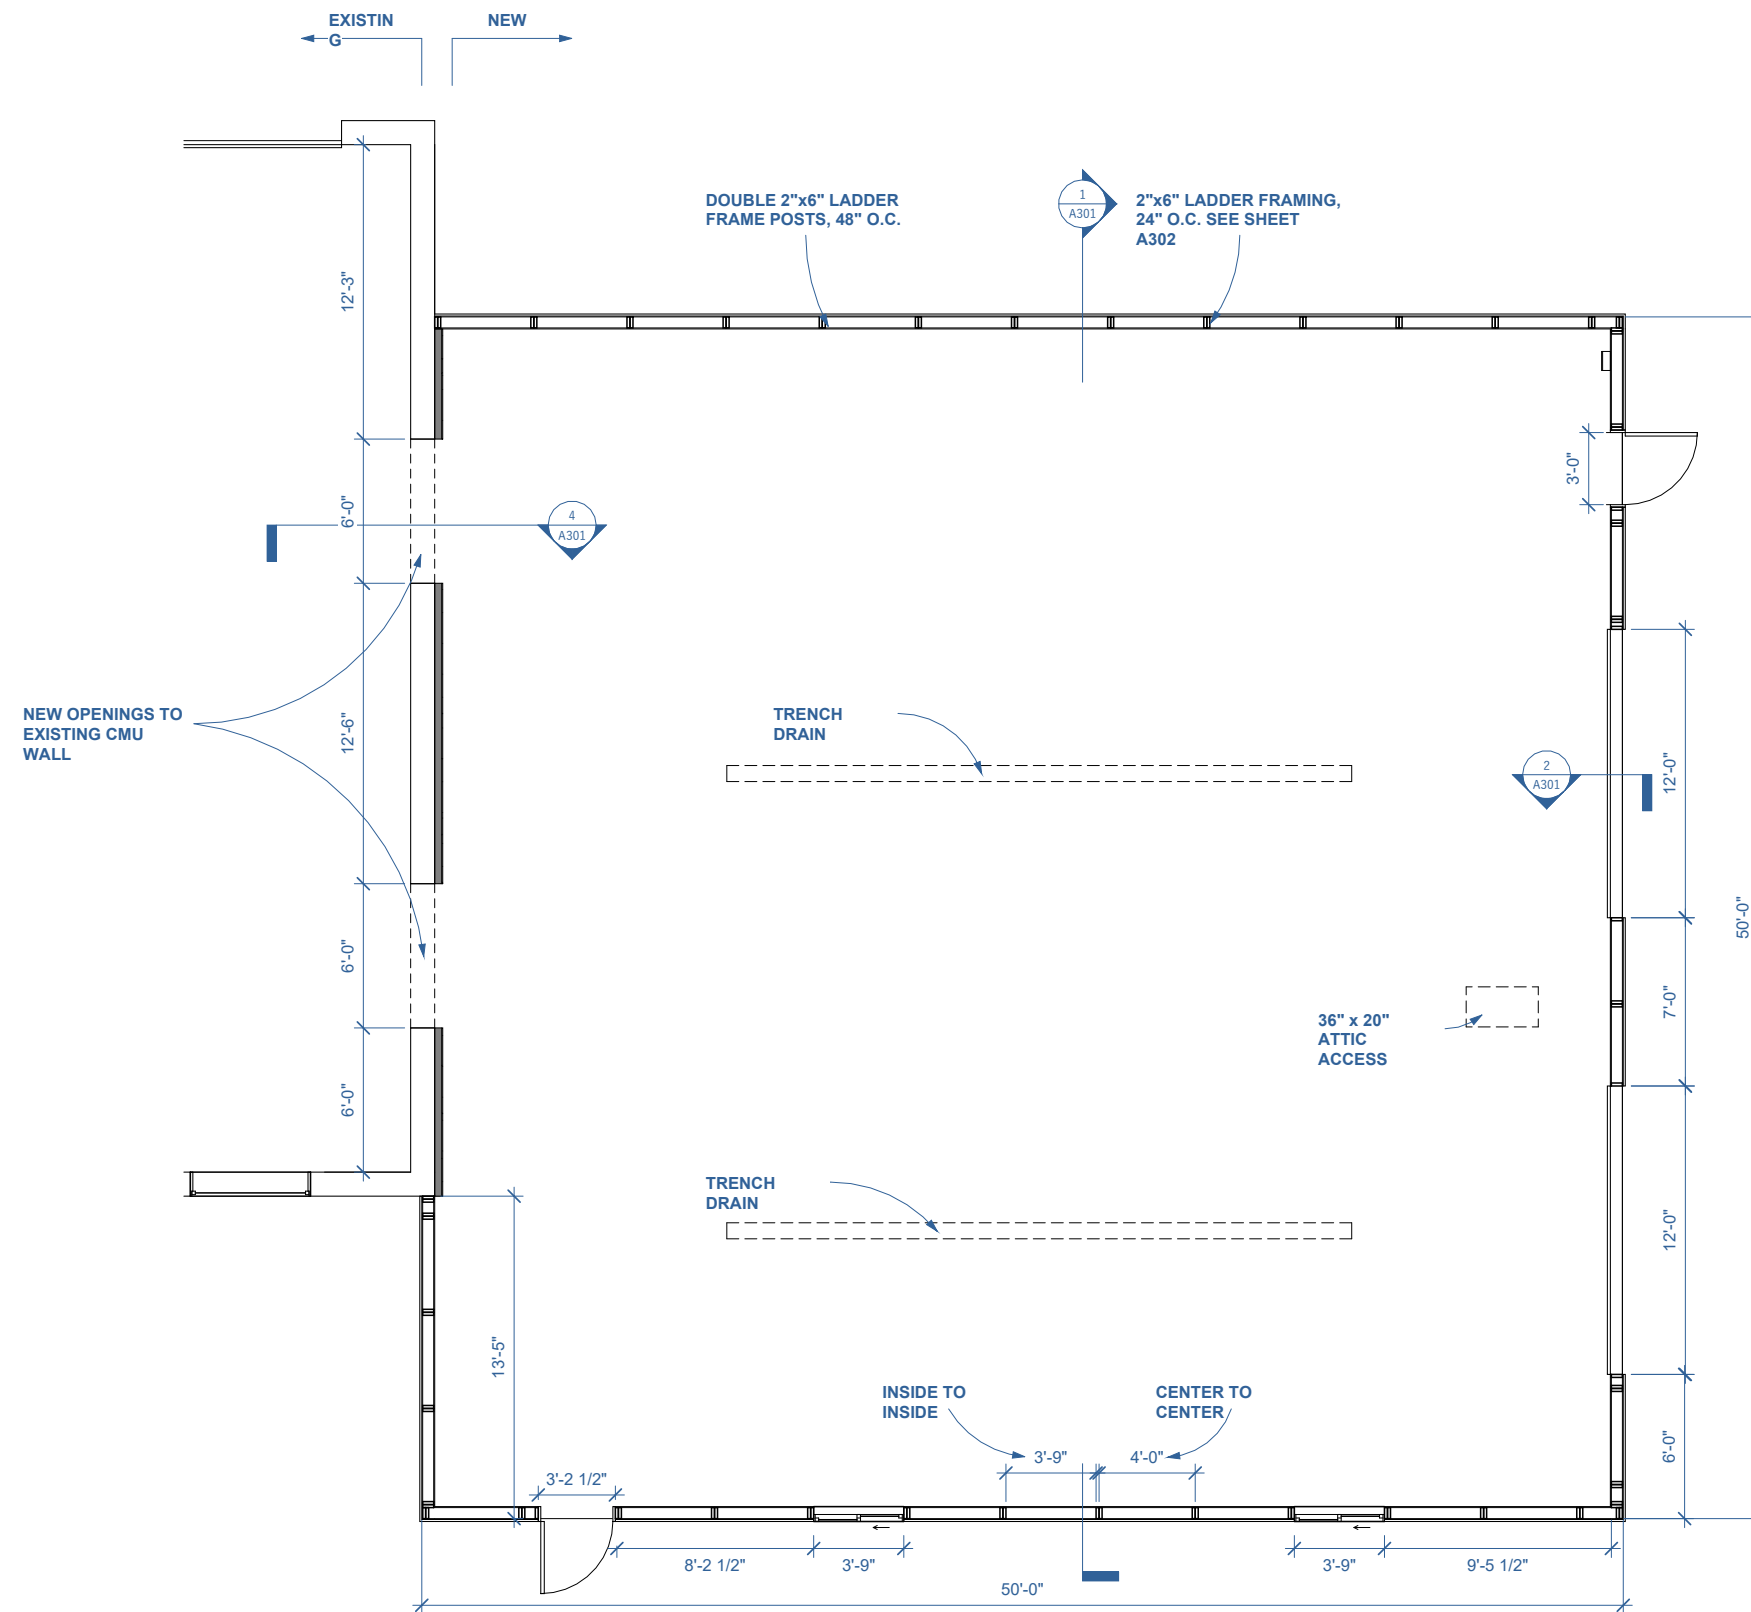 EXISTIN
G
NEW
DOUBLE 2"x6" LADDER
FRAME POSTS, 48" O.C.
1
A301
2"x6" LADDER FRAMING,
24" O.C. SEE SHEET
A302
12'-3"
3'-0"
6'-0"
4
A301
NEW OPENINGS TO
EXISTING CMU
WALL
12'-6"
TRENCH
DRAIN
2
A301
12'-0"
50'-0"
6'-0"
36" x 20"
ATTIC
ACCESS
7'-0"
6'-0"
TRENCH
DRAIN
12'-0"
13'-5"
INSIDE TO
INSIDE
CENTER TO
CENTER
3'-9"
4'-0"
6'-0"
3'-2 1/2"
8'-2 1/2"
3'-9"
3'-9"
9'-5 1/2"
50'-0"